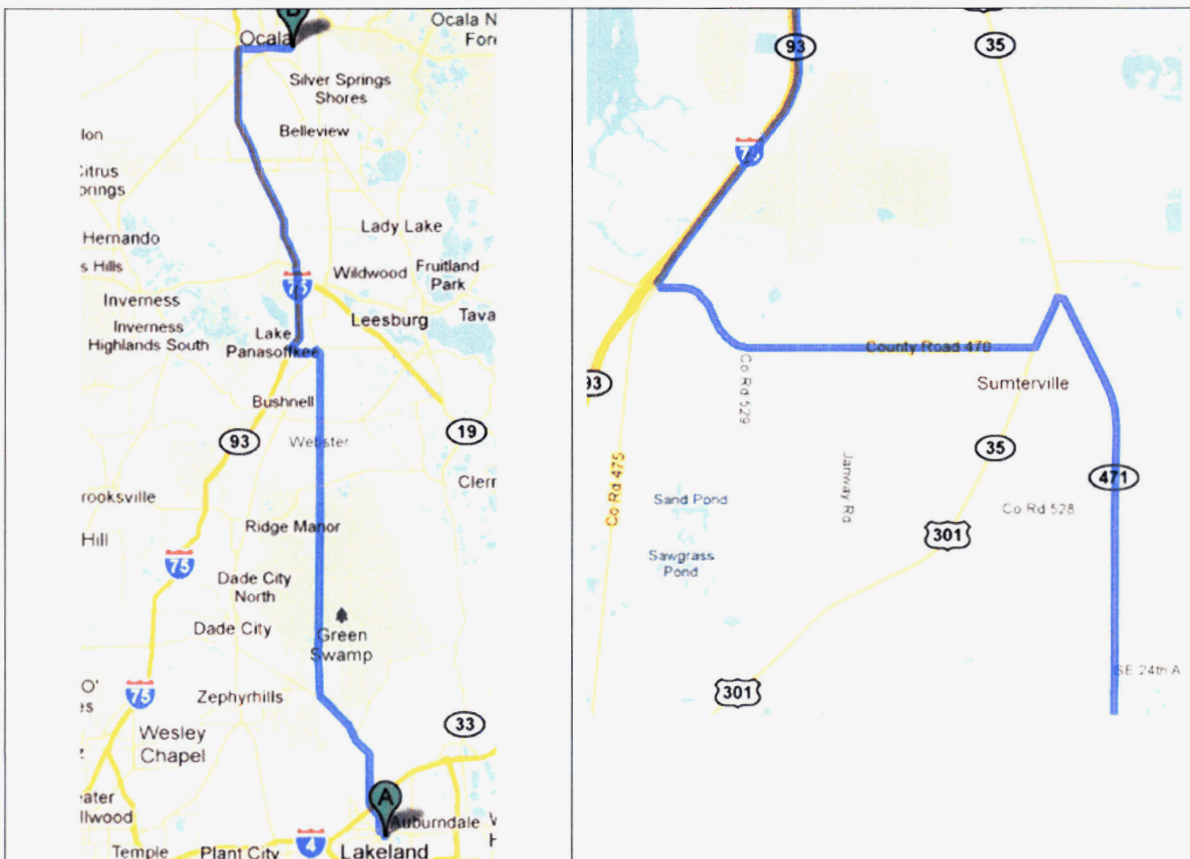 B
Ocala N
Fore
Ocala
Silver Springs
Shores
Belleview
lon
Citrus
prings
Hernando
s Hills
Lady Lake
Wildwood
Fruitland
Park
75
Inverness
Inverness
Highlands South
Lake
Panasoffkee
Leesburg
Tava
Bushnell
93
Webster
19
Clerr
rooksville
Hill
Ridge Manor
75
Dade City
North
Dade City
Green
Swamp
O'
es
75
Zephyrhills
33
Wesley
Chapel
z
eater
llwood
A
Auburndale
Temple
Plant City
4
Lakeland
93
35
93
County Road 470
Co Rd 529
Sumterville
Co Rd 475
Janway Rd
35
471
Sand Pond
Co Rd 528
301
Sawgrass
Pond
SE 24th A
301